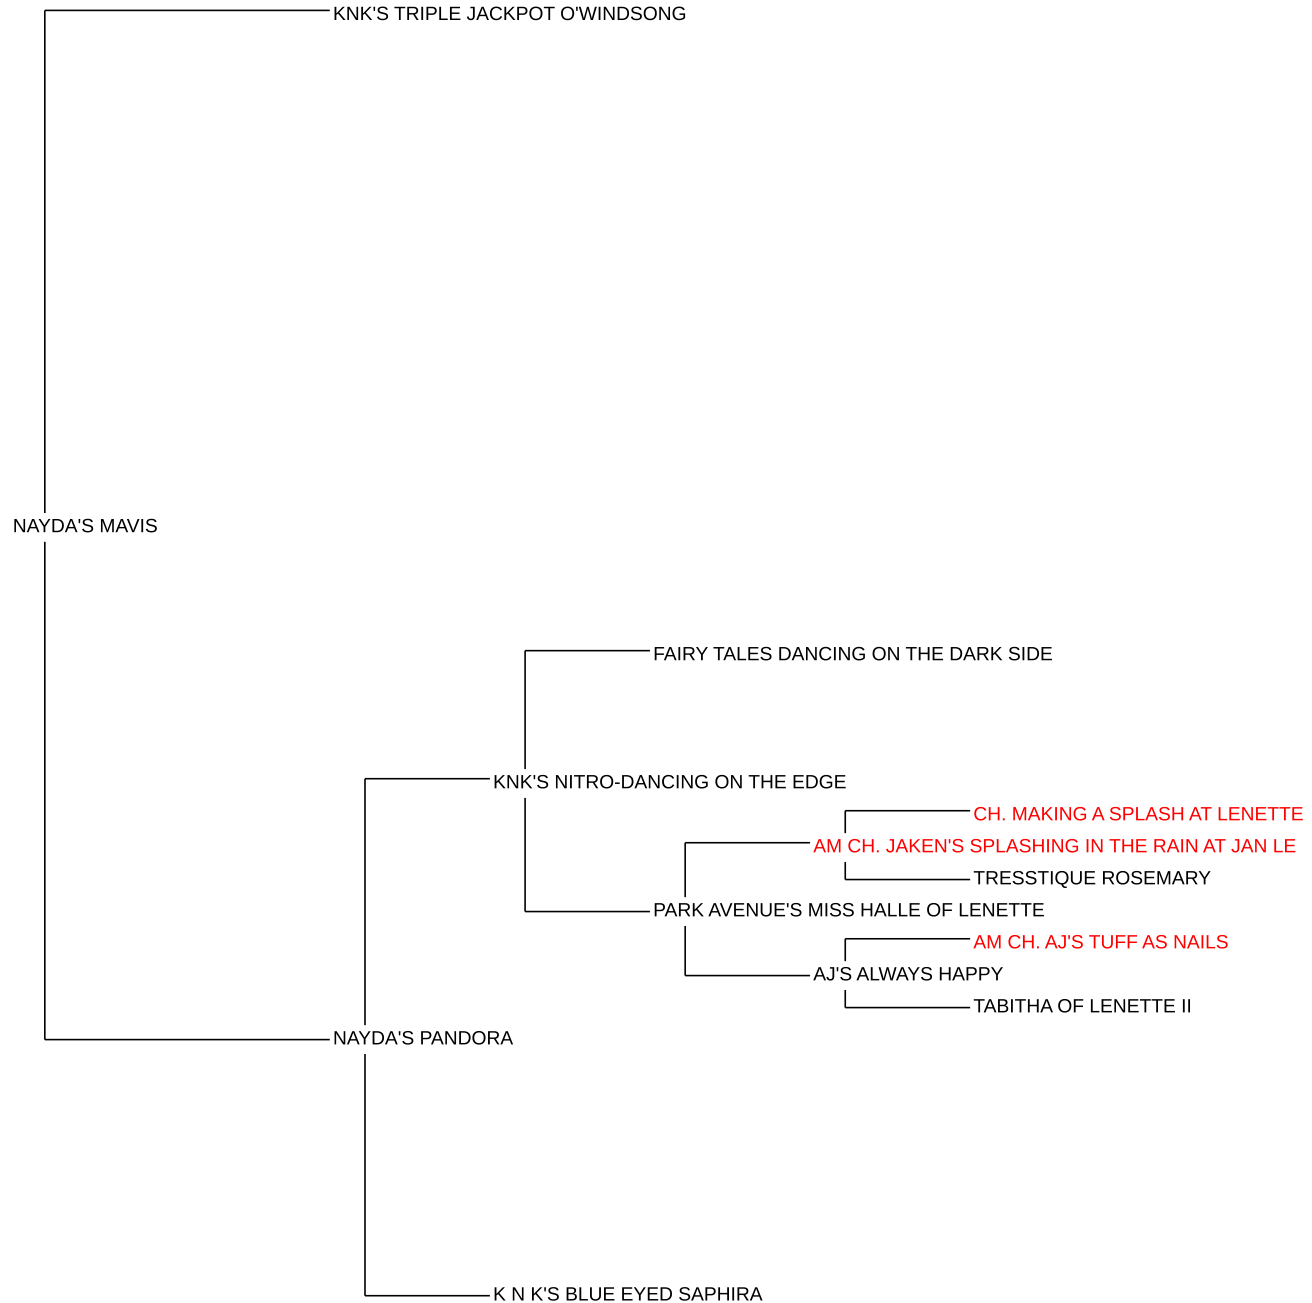 KNK'S TRIPLE JACKPOT O'WINDSONG
NAYDA'S MAVIS
FAIRY TALES DANCING ON THE DARK SIDE
KNK'S NITRO-DANCING ON THE EDGE
CH. MAKING A SPLASH AT LENETTE
AM CH. JAKEN'S SPLASHING IN THE RAIN AT JAN LE
TRESSTIQUE ROSEMARY
PARK AVENUE'S MISS HALLE OF LENETTE
AM CH. AJ'S TUFF AS NAILS
AJ'S ALWAYS HAPPY
TABITHA OF LENETTE II
NAYDA'S PANDORA
K N K'S BLUE EYED SAPHIRA